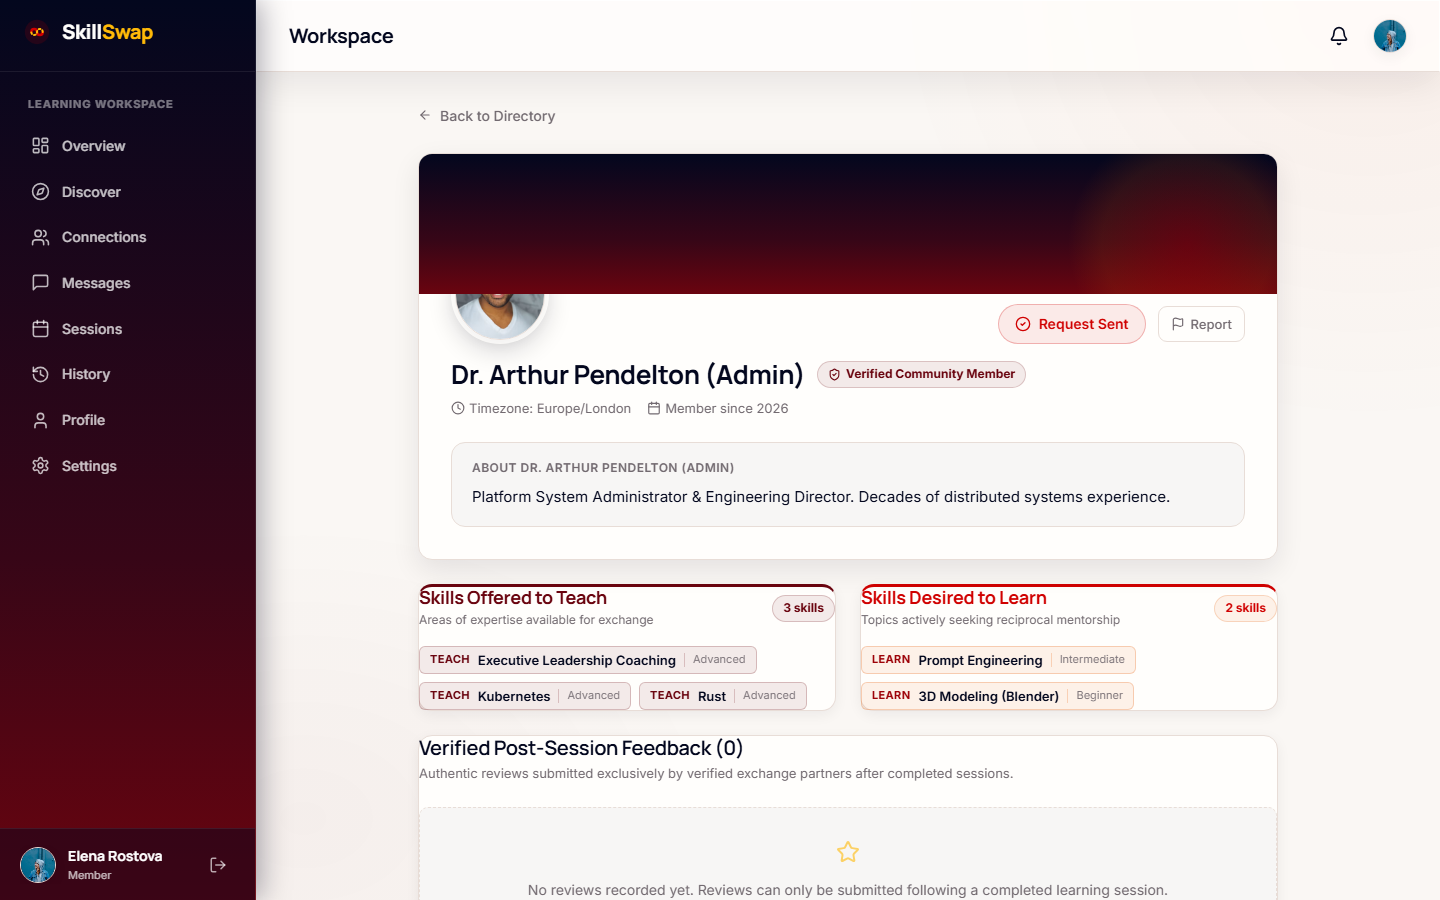 SkillSwap
Workspace
LEARNING WORKSPACE
Overview
Discover
Connections
Messages
Sessions
History
Profile
Settings
Elena Rostova
Member
Back to Directory
Request Sent
Report
Dr. Arthur Pendelton (Admin)
Verified Community Member
Timezone: Europe/London
Member since 2026
ABOUT DR. ARTHUR PENDELTON (ADMIN)
Platform System Administrator & Engineering Director. Decades of distributed systems experience.
Skills Offered to Teach
Areas of expertise available for exchange
3 skills
TEACH Executive Leadership Coaching Advanced
TEACH Kubernetes Advanced
TEACH Rust Advanced
Skills Desired to Learn
Topics actively seeking reciprocal mentorship
2 skills
LEARN Prompt Engineering Intermediate
LEARN 3D Modeling (Blender) Beginner
Verified Post-Session Feedback (0)
Authentic reviews submitted exclusively by verified exchange partners after completed sessions.
No reviews recorded yet. Reviews can only be submitted following a completed learning session.